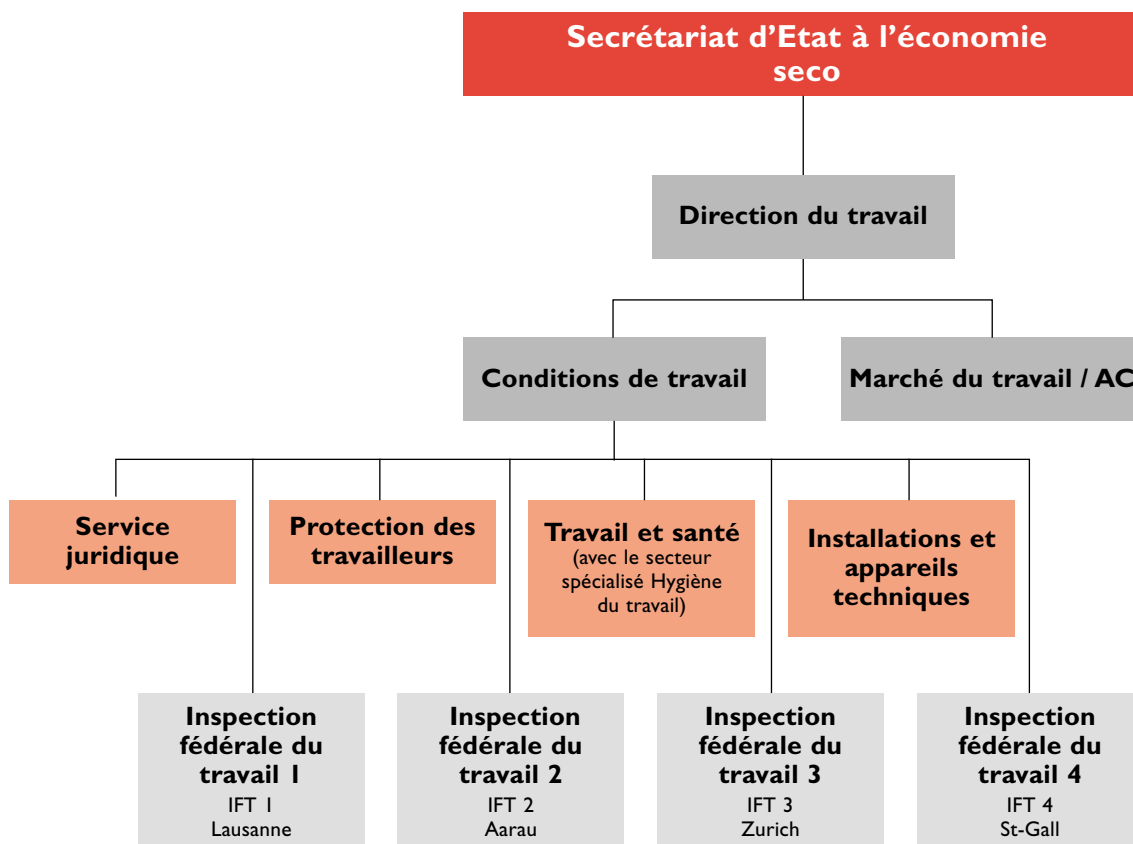 Secrétariat d’Etat à l’économie
seco
Direction du travail
Conditions de travail
Marché du travail / AC
Service
juridique
Protection des
travailleurs
Travail et santé
(avec le secteur
spécialisé Hygiène
du travail)
Installations et
appareils
techniques
Inspection
fédérale du
travail 1
IFT 1
Lausanne
Inspection
fédérale du
travail 2
IFT 2
Aarau
Inspection
fédérale du
travail 3
IFT 3
Zurich
Inspection
fédérale du
travail 4
IFT 4
St-Gall